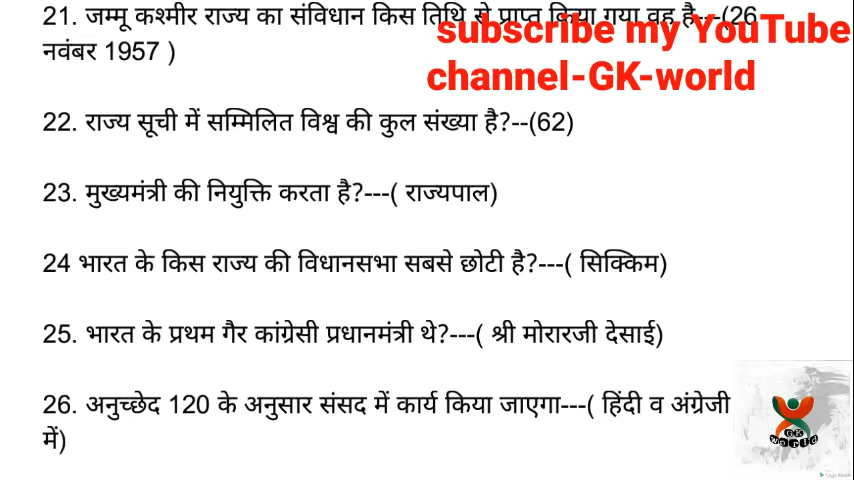 21. जम्मू कश्मीर राज्य का संविधान किस तिथि से प्राप्त किया गया वह है---(26
subscribe my YouTube
नवंबर 1957 )
channel-GK-world
22. राज्य सूची में सम्मिलित विश्व की कुल संख्या है?--(62)
23. मुख्यमंत्री की नियुक्ति करता है?---( राज्यपाल)
24 भारत के किस राज्य की विधानसभा सबसे छोटी है?---( सिक्किम)
25. भारत के प्रथम गैर कांग्रेसी प्रधानमंत्री थे?---( श्री मोरारजी देसाई)
26. अनुच्छेद 120 के अनुसार संसद में कार्य किया जाएगा---( हिंदी व अंग्रेजी
में)
GK
World